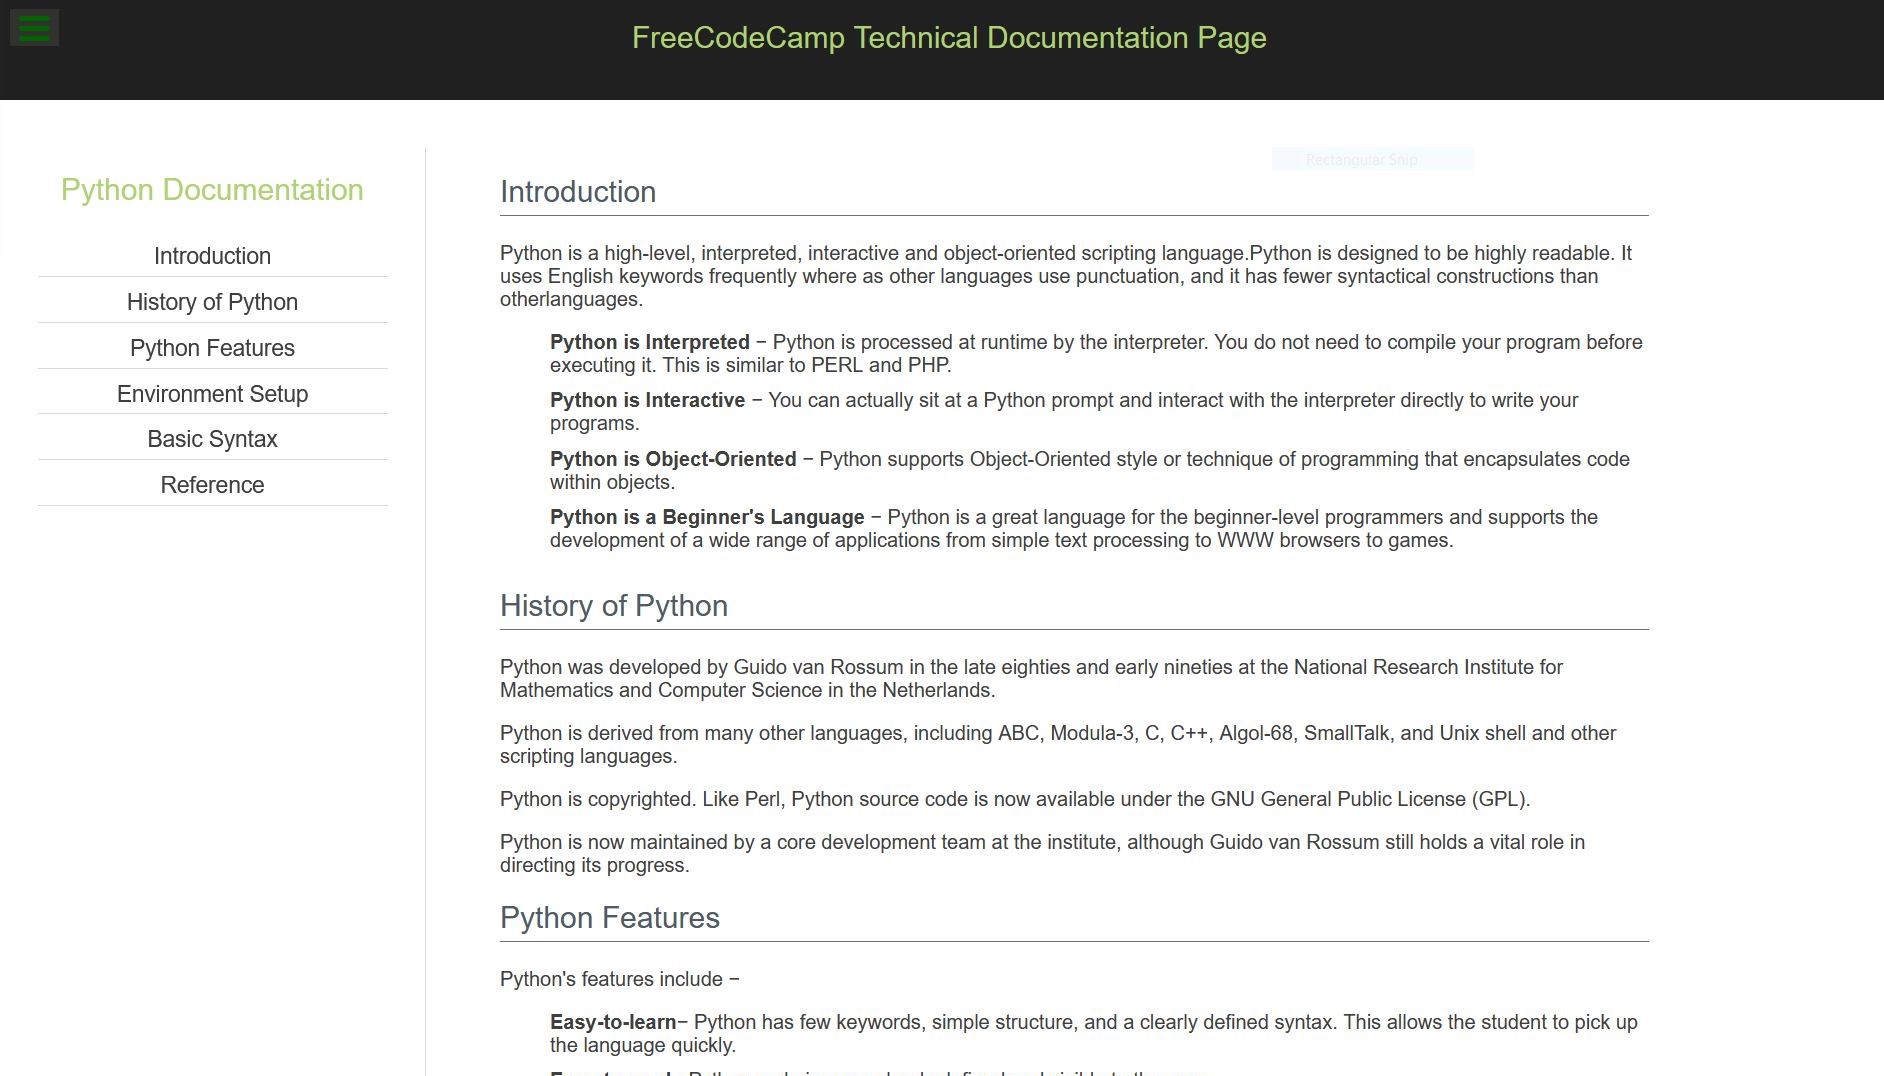 FreeCodeCamp Technical Documentation Page
Rectangular Snip
Python Documentation
Introduction
History of Python
Python Features
Environment Setup
Basic Syntax
Reference
Introduction
Python is a high-level, interpreted, interactive and object-oriented scripting language.Python is designed to be highly readable. It
uses English keywords frequently where as other languages use punctuation, and it has fewer syntactical constructions than
otherlanguages.
Python is Interpreted − Python is processed at runtime by the interpreter. You do not need to compile your program before
executing it. This is similar to PERL and PHP.
Python is Interactive − You can actually sit at a Python prompt and interact with the interpreter directly to write your
programs.
Python is Object-Oriented − Python supports Object-Oriented style or technique of programming that encapsulates code
within objects.
Python is a Beginner's Language − Python is a great language for the beginner-level programmers and supports the
development of a wide range of applications from simple text processing to WWW browsers to games.
History of Python
Python was developed by Guido van Rossum in the late eighties and early nineties at the National Research Institute for
Mathematics and Computer Science in the Netherlands.
Python is derived from many other languages, including ABC, Modula-3, C, C++, Algol-68, SmallTalk, and Unix shell and other
scripting languages.
Python is copyrighted. Like Perl, Python source code is now available under the GNU General Public License (GPL).
Python is now maintained by a core development team at the institute, although Guido van Rossum still holds a vital role in
directing its progress.
Python Features
Python's features include −
Easy-to-learn− Python has few keywords, simple structure, and a clearly defined syntax. This allows the student to pick up
the language quickly.